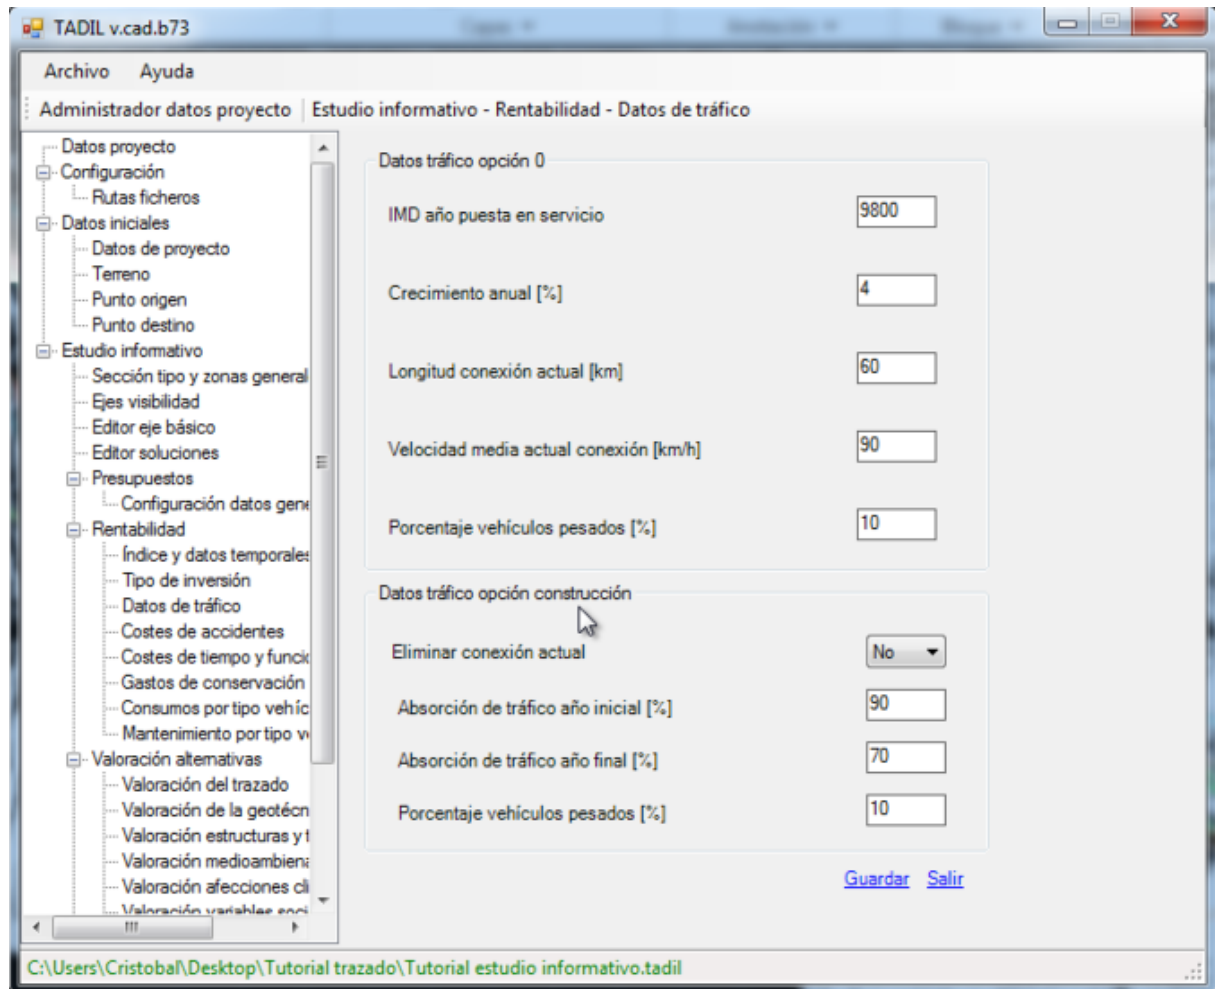 TADIL v.cad.b73
Archivo Ayuda
Administrador datos proyecto Estudio informativo - Rentabilidad - Datos de tráfico
Datos proyecto
Configuración
Rutas ficheros
Datos iniciales
Datos de proyecto
Terreno
Punto origen
Punto destino
Estudio informativo
Sección tipo y zonas general
Ejes visibilidad
Editor eje básico
Editor soluciones
Presupuestos
Configuración datos gene
Rentabilidad
Índice y datos temporales
Tipo de inversión
Datos de tráfico
Costes de accidentes
Costes de tiempo y funcio
Gastos de conservación
Consumos por tipo vehíc
Mantenimiento por tipo v
Valoración alternativas
Valoración del trazado
Valoración de la geotécn
Valoración estructuras y t
Valoración medioambiena
Valoración afecciones cli
Valoración variables soci
Datos tráfico opción 0
IMD año puesta en servicio 9800
Crecimiento anual [%] 4
Longitud conexión actual [km] 60
Velocidad media actual conexión [km/h] 90
Porcentaje vehículos pesados [%] 10
Datos tráfico opción construcción
Eliminar conexión actual No
Absorción de tráfico año inicial [%] 90
Absorción de tráfico año final [%] 70
Porcentaje vehículos pesados [%] 10
Guardar Salir
C:\Users\Cristobal\Desktop\Tutorial trazado\Tutorial estudio informativo.tadil